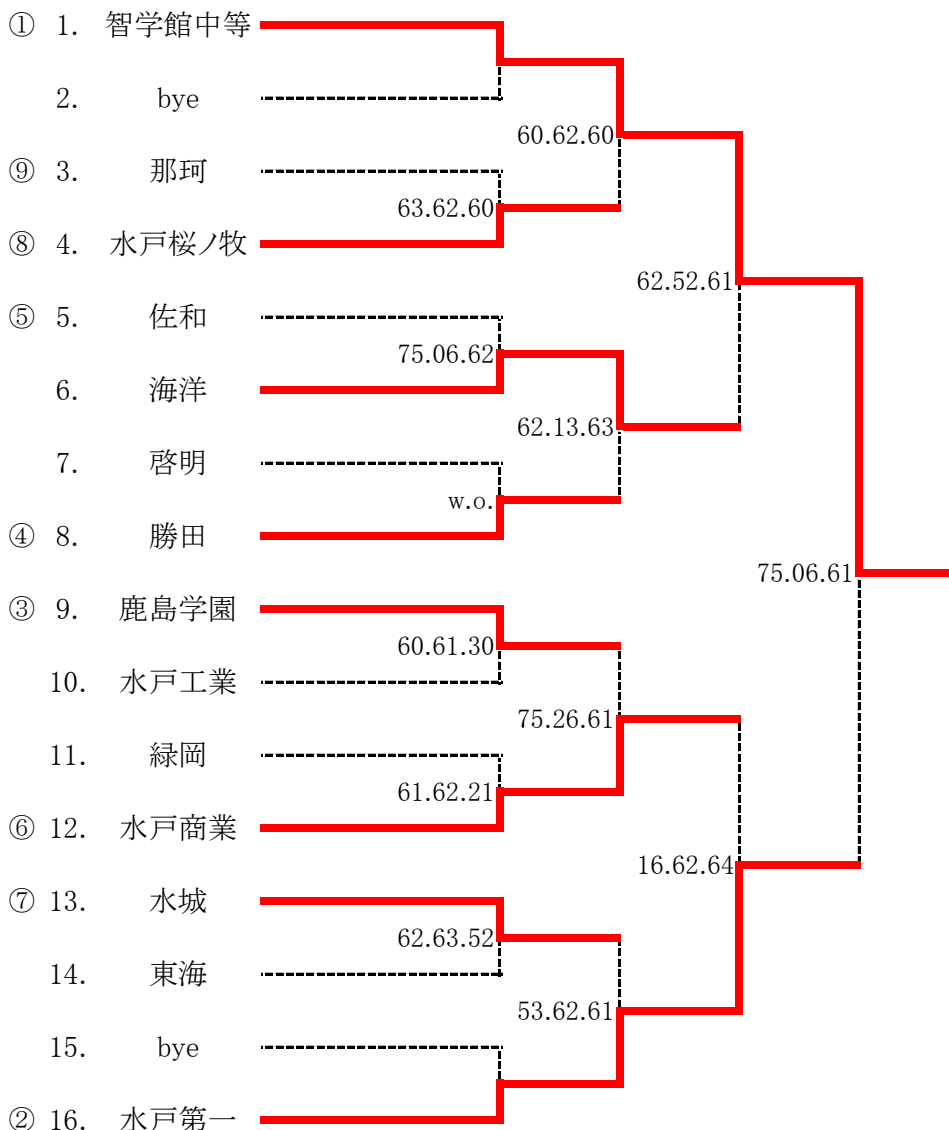 ① 1. 智学館中等
2. bye
60.62.60
⑨ 3. 那珂
63.62.60
⑧ 4. 水戸桜ノ牧
62.52.61
⑤ 5. 佐和
75.06.62
6. 海洋
62.13.63
7. 啓明
w.o.
④ 8. 勝田
75.06.61
③ 9. 鹿島学園
60.61.30
10. 水戸工業
75.26.61
11. 緑岡
61.62.21
⑥ 12. 水戸商業
16.62.64
⑦ 13. 水城
62.63.52
14. 東海
53.62.61
15. bye
② 16. 水戸第一